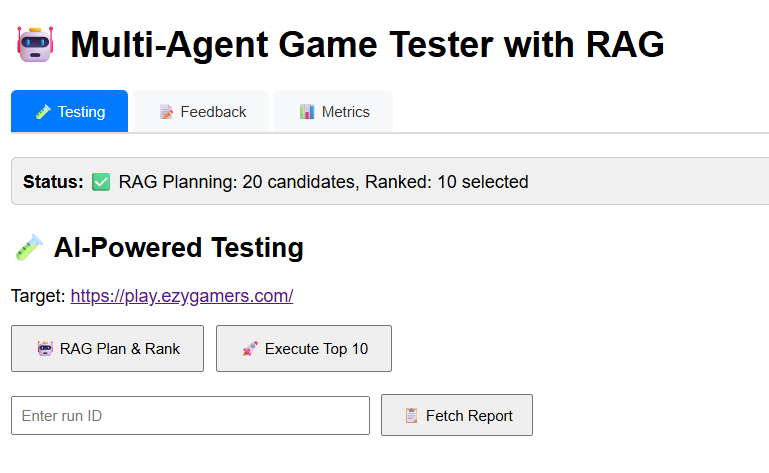 🤖 Multi-Agent Game Tester with RAG
🧪 Testing 📝 Feedback 📊 Metrics
Status: ✅ RAG Planning: 20 candidates, Ranked: 10 selected
🧪 AI-Powered Testing
Target: https://play.ezygamers.com/
🤖 RAG Plan & Rank 🚀 Execute Top 10
Enter run ID 📋 Fetch Report